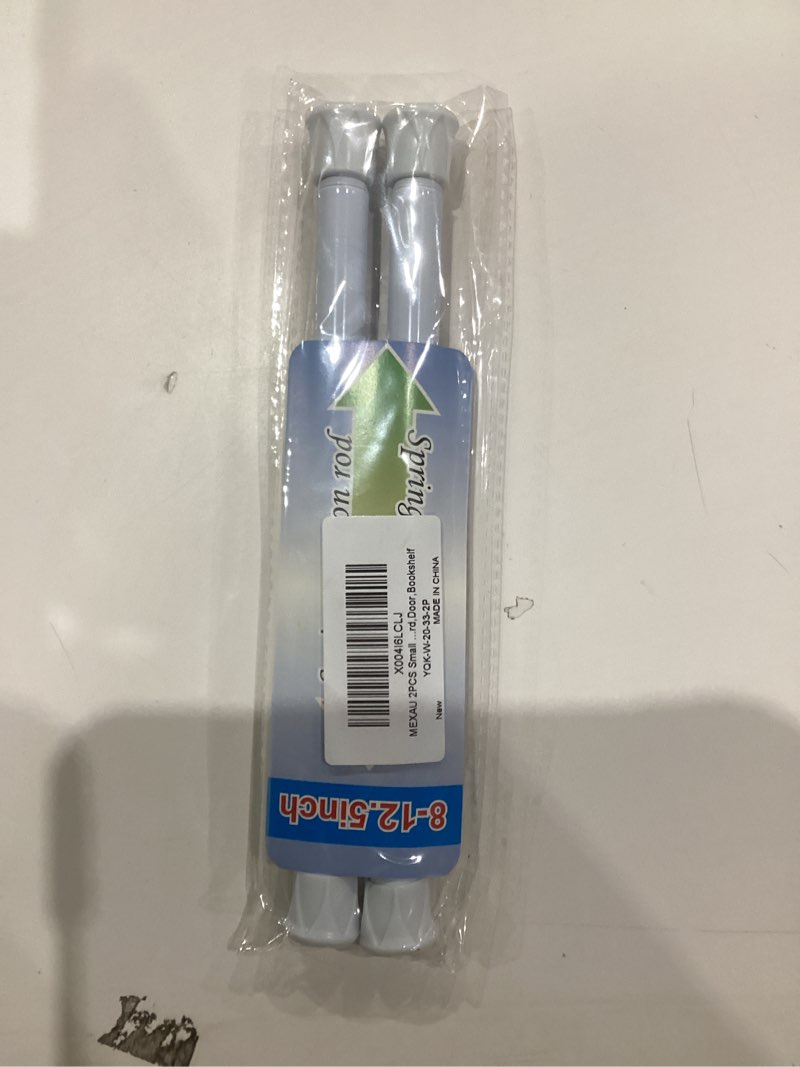 Spring
on rod
X004I6LCLJ
MEXAU 2PCS Small ...rd,Door,Bookshelf
YQK-W-20-33-2P
New MADE IN CHINA
8-12.5inch